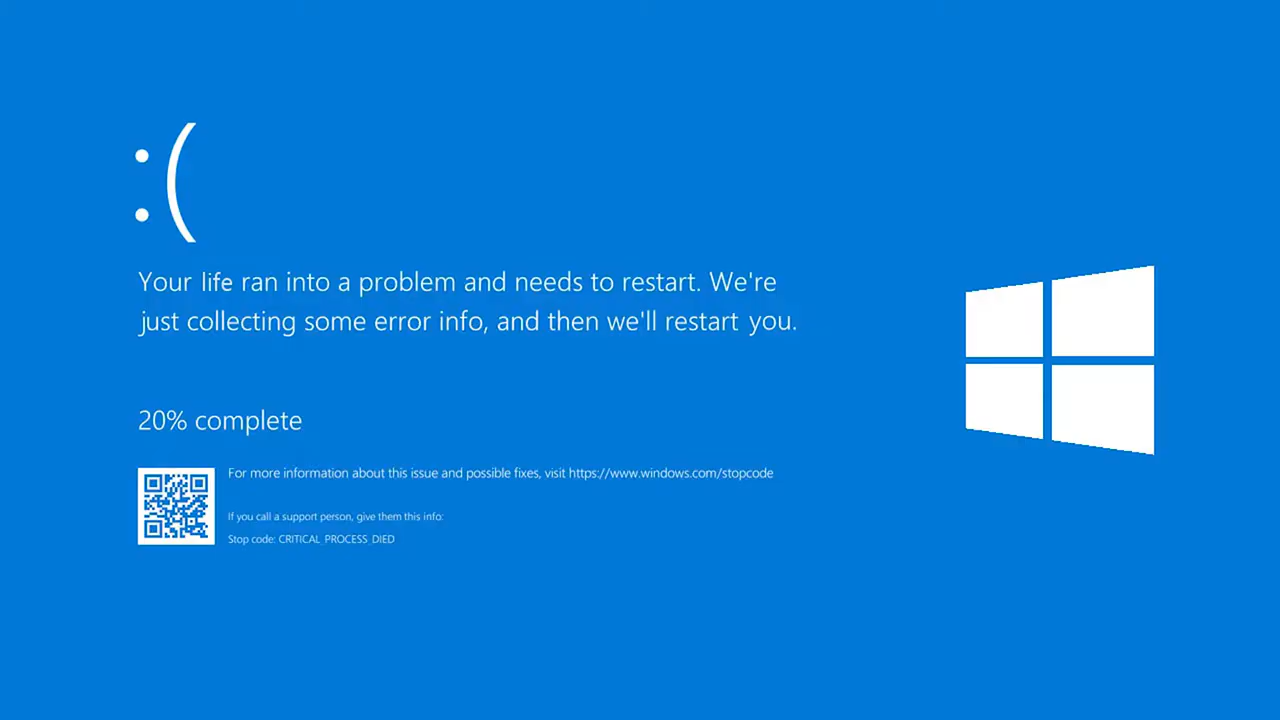 :(
Your life ran into a problem and needs to restart. We're
just collecting some error info, and then we'll restart you.
20% complete
For more information about this issue and possible fixes, visit https://www.windows.com/stopcode
If you call a support person, give them this info:
Stop code: CRITICAL_PROCESS_DIED